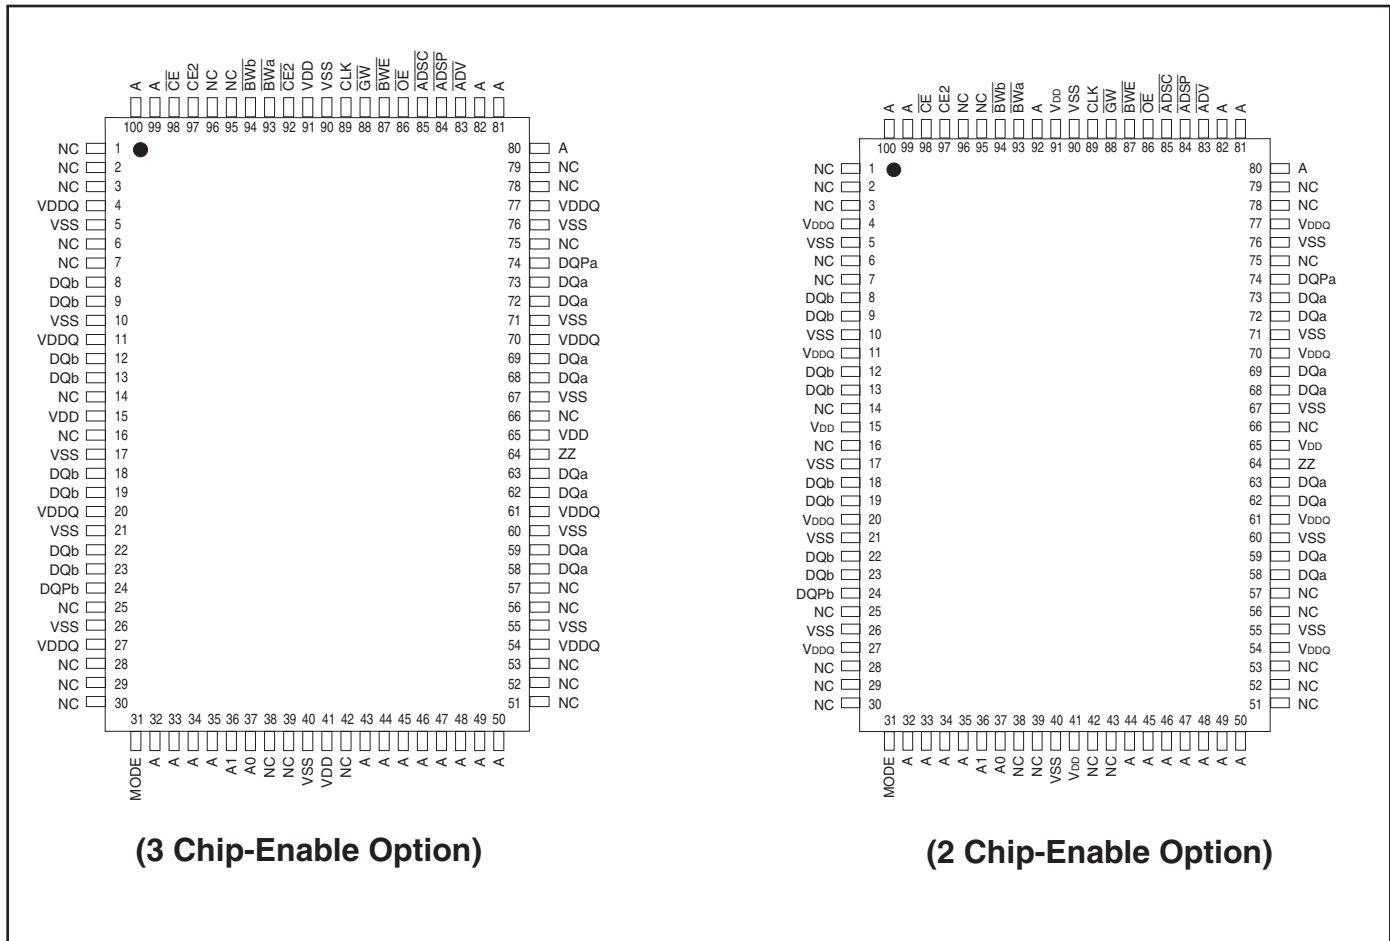 A A CE CE2 NC NC BWb BWa CE2 VDD VSS CLK GW BWE OE ADSC ADSP ADV A A
100 99 98 97 96 95 94 93 92 91 90 89 88 87 86 85 84 83 82 81
NC 1 80 A
NC 2 79 NC
NC 3 78 NC
VDDQ 4 77 VDDQ
VSS 5 76 VSS
NC 6 75 NC
NC 7 74 DQPa
DQb 8 73 DQa
DQb 9 72 DQa
VSS 10 71 VSS
VDDQ 11 70 VDDQ
DQb 12 69 DQa
DQb 13 68 DQa
NC 14 67 VSS
VDD 15 66 NC
NC 16 65 VDD
VSS 17 64 ZZ
DQb 18 63 DQa
DQb 19 62 DQa
VDDQ 20 61 VDDQ
VSS 21 60 VSS
DQb 22 59 DQa
DQb 23 58 DQa
DQPb 24 57 NC
NC 25 56 NC
VSS 26 55 VSS
VDDQ 27 54 VDDQ
NC 28 53 NC
NC 29 52 NC
NC 30 51 NC
31 32 33 34 35 36 37 38 39 40 41 42 43 44 45 46 47 48 49 50
MODE A A A A A1 A0 NC NC VSS VDD NC A A A A A A A A
(3 Chip-Enable Option)
A A CE CE2 NC NC BWb BWa A VDD VSS CLK GW BWE OE ADSC ADSP ADV A A
100 99 98 97 96 95 94 93 92 91 90 89 88 87 86 85 84 83 82 81
NC 1 80 A
NC 2 79 NC
NC 3 78 NC
VDDQ 4 77 VDDQ
VSS 5 76 VSS
NC 6 75 NC
NC 7 74 DQPa
DQb 8 73 DQa
DQb 9 72 DQa
VSS 10 71 VSS
VDDQ 11 70 VDDQ
DQb 12 69 DQa
DQb 13 68 DQa
NC 14 67 VSS
VDD 15 66 NC
NC 16 65 VDD
VSS 17 64 ZZ
DQb 18 63 DQa
DQb 19 62 DQa
VDDQ 20 61 VDDQ
VSS 21 60 VSS
DQb 22 59 DQa
DQb 23 58 DQa
DQPb 24 57 NC
NC 25 56 NC
VSS 26 55 VSS
VDDQ 27 54 VDDQ
NC 28 53 NC
NC 29 52 NC
NC 30 51 NC
31 32 33 34 35 36 37 38 39 40 41 42 43 44 45 46 47 48 49 50
MODE A A A A A1 A0 NC NC VSS VDD NC NC A A A A A A A
(2 Chip-Enable Option)